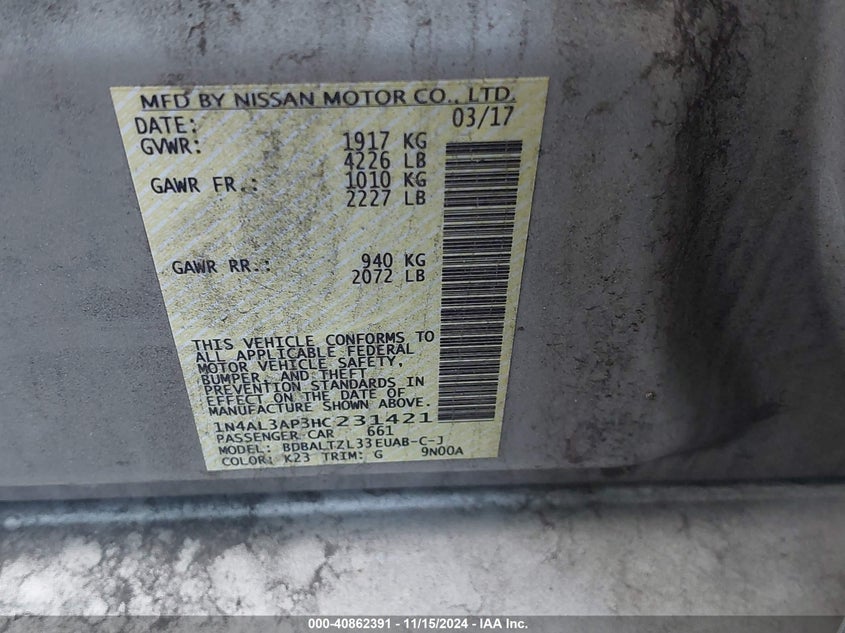 MFD BY NISSAN MOTOR CO., LTD.
DATE: 03/17
GVWR: 1917 KG
4226 LB
GAWR FR.: 1010 KG
2227 LB
GAWR RR.: 940 KG
2072 LB
THIS VEHICLE CONFORMS TO
ALL APPLICABLE FEDERAL
MOTOR VEHICLE SAFETY,
BUMPER, AND THEFT
PREVENTION STANDARDS IN
EFFECT ON THE DATE OF
MANUFACTURE SHOWN ABOVE.
1N4AL3AP3HC231421
PASSENGER CAR 661
MODEL: BDBALTZL33EUAB-C-J
COLOR: K23 TRIM: G 9N00A
000-40862391 - 11/15/2024 - IAA Inc.